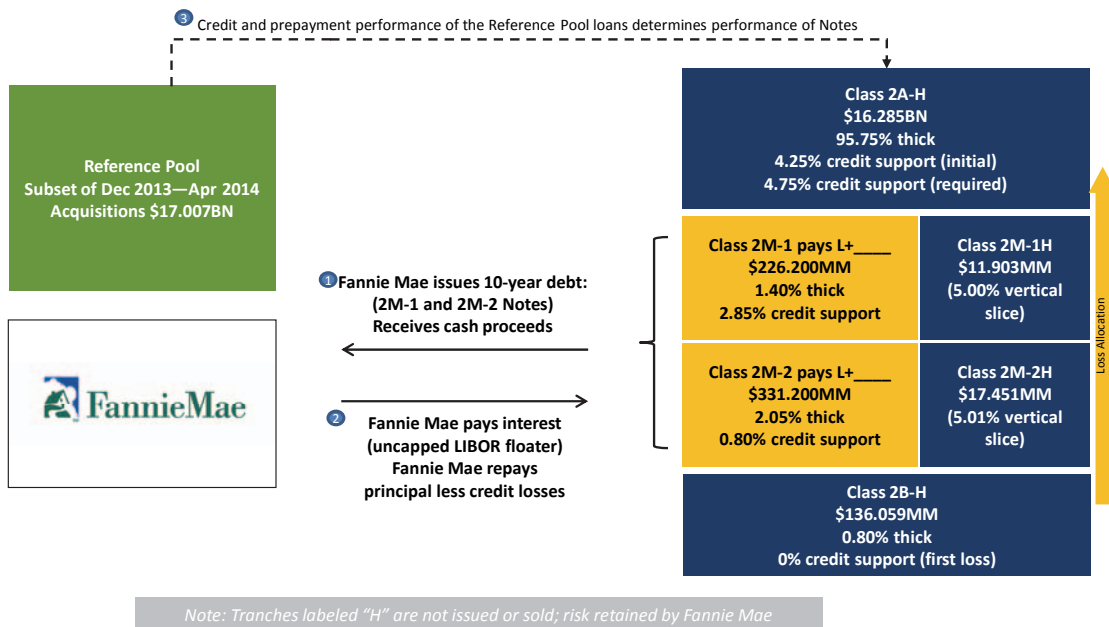 3 Credit and prepayment performance of the Reference Pool loans determines performance of Notes
Reference Pool
Subset of Dec 2013—Apr 2014
Acquisitions $17.007BN
FannieMae
1 Fannie Mae issues 10-year debt:
(2M-1 and 2M-2 Notes)
Receives cash proceeds
2 Fannie Mae pays interest
(uncapped LIBOR floater)
Fannie Mae repays
principal less credit losses
Class 2A-H
$16.285BN
95.75% thick
4.25% credit support (initial)
4.75% credit support (required)
Class 2M-1 pays L+____
$226.200MM
1.40% thick
2.85% credit support
Class 2M-1H
$11.903MM
(5.00% vertical
slice)
Class 2M-2 pays L+____
$331.200MM
2.05% thick
0.80% credit support
Class 2M-2H
$17.451MM
(5.01% vertical
slice)
Class 2B-H
$136.059MM
0.80% thick
0% credit support (first loss)
Loss Allocation
Note: Tranches labeled “H” are not issued or sold; risk retained by Fannie Mae